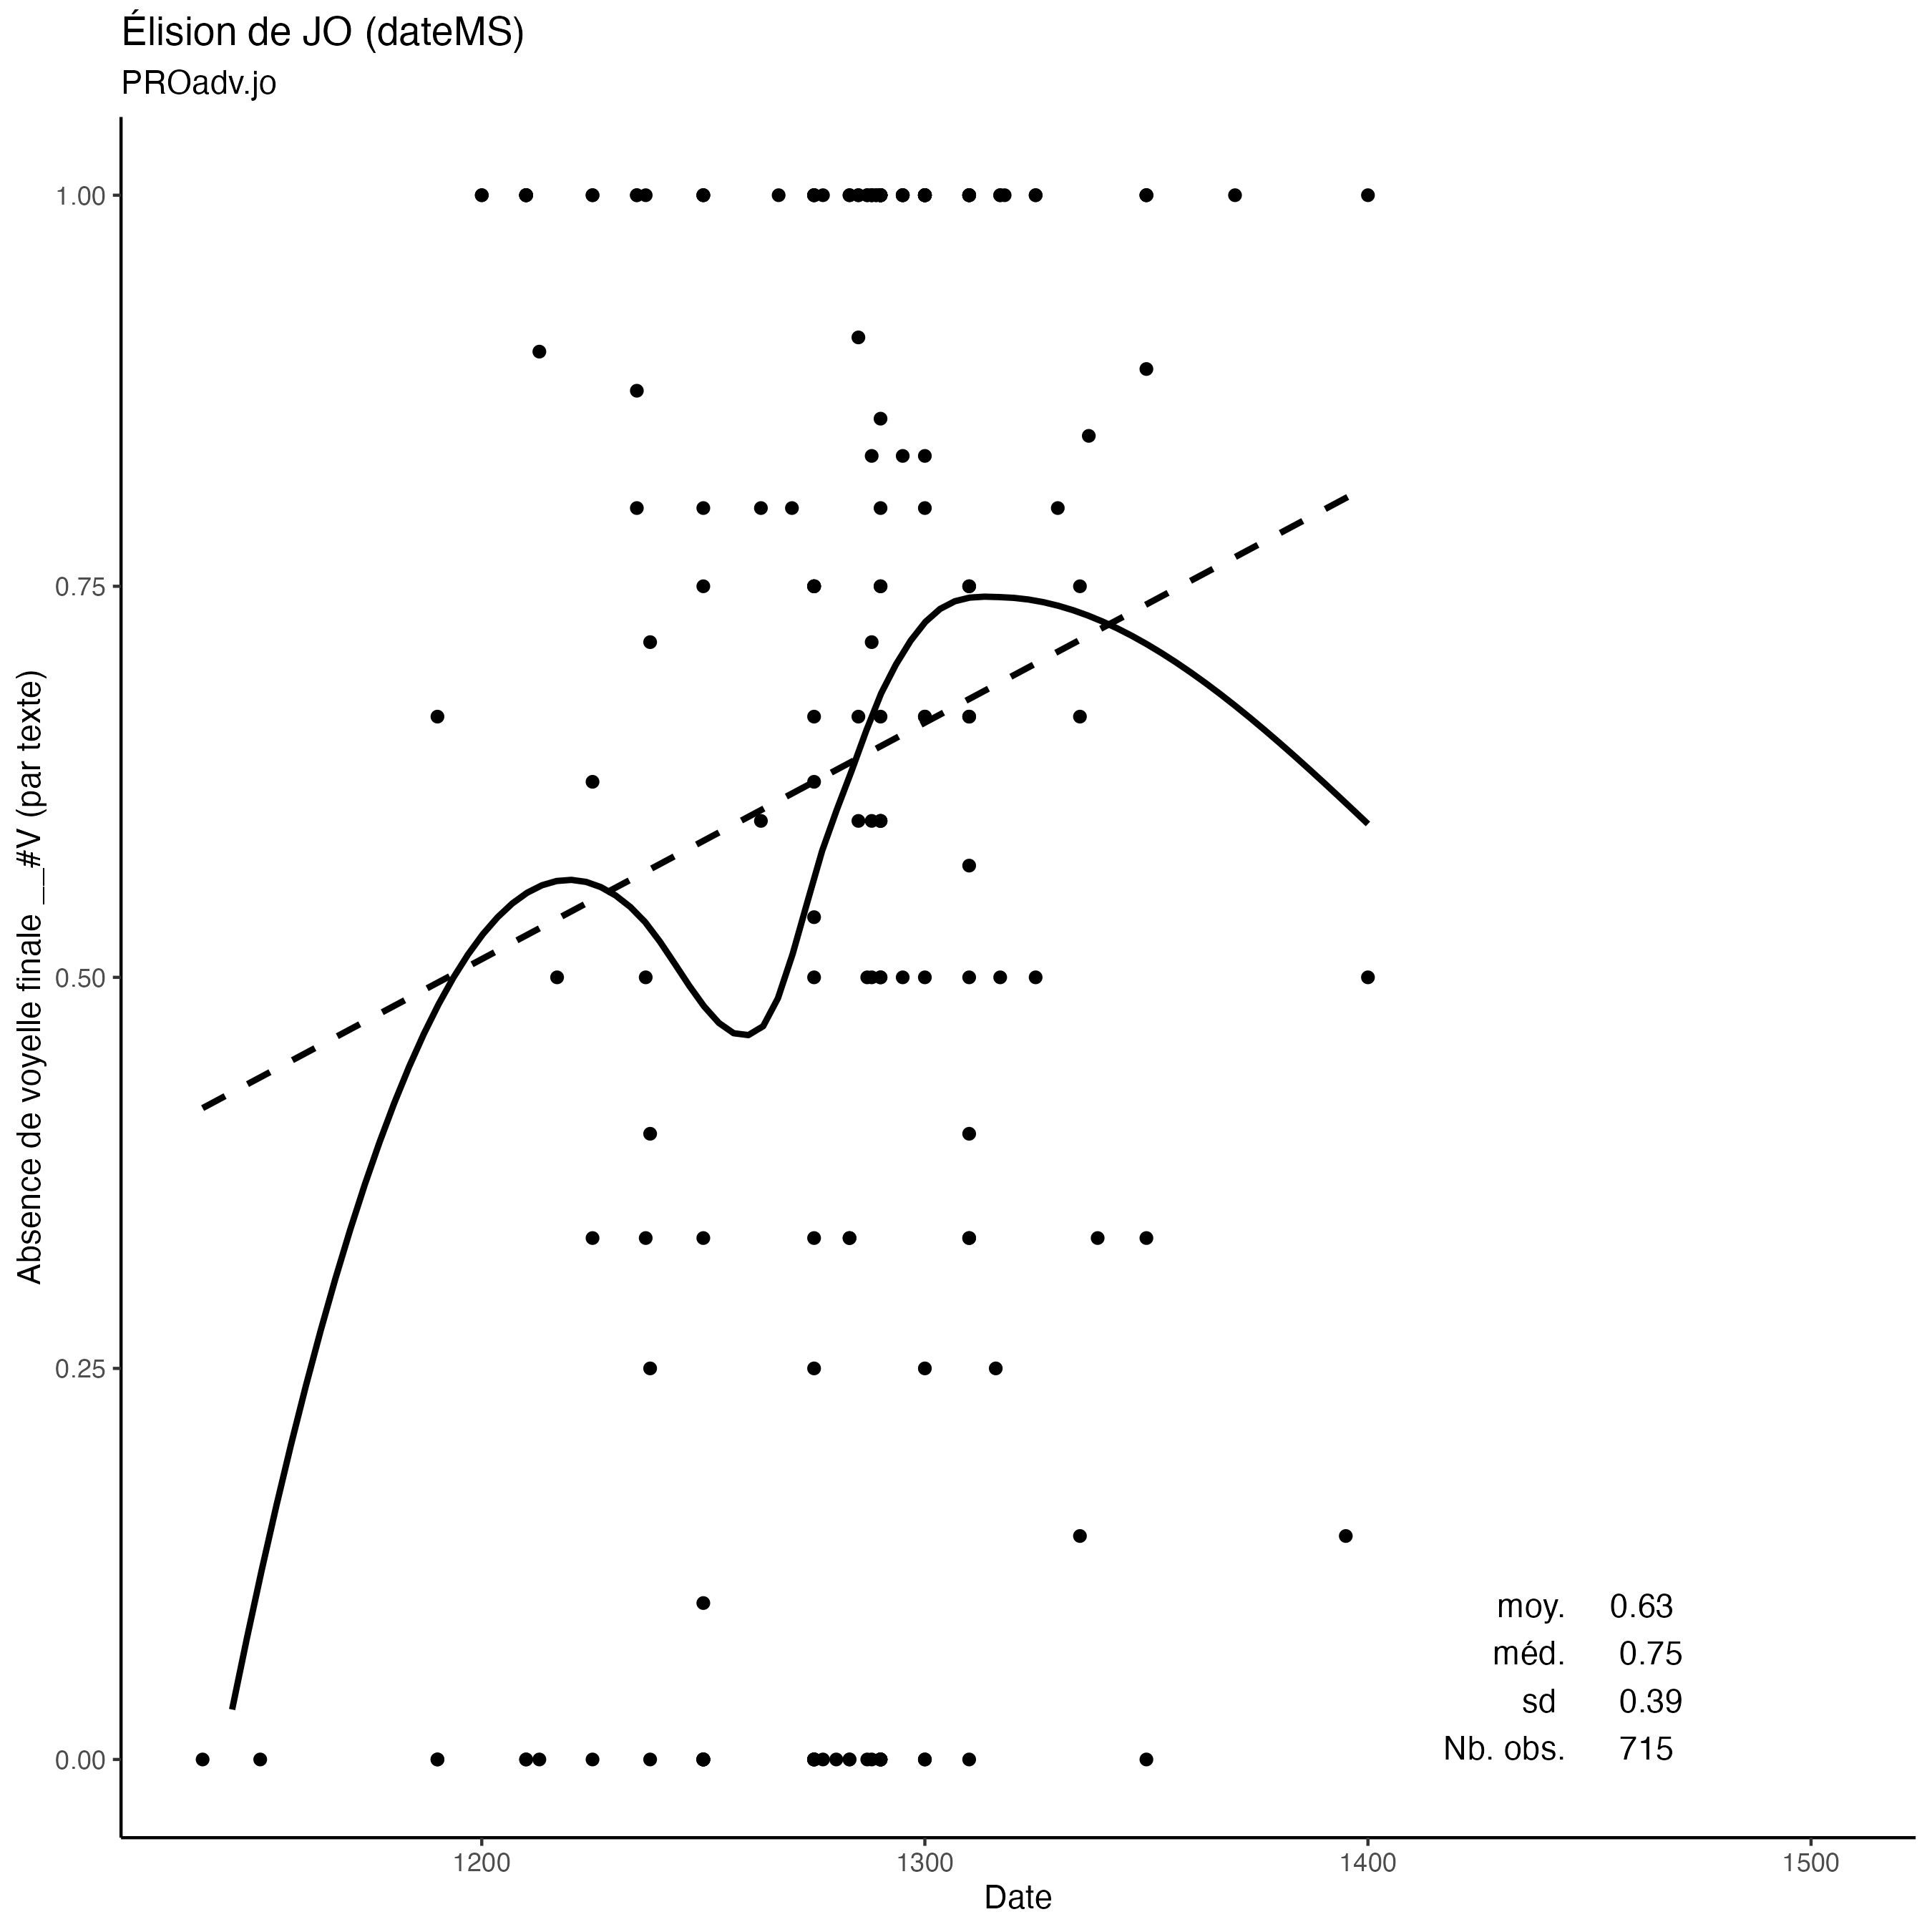 Élision de JO (dateMS)
PROadv.jo
Absence de voyelle finale __#V (par texte)
1.00
0.75
0.50
0.25
0.00
moy. 0.63
méd. 0.75
sd 0.39
Nb. obs. 715
1200 1300 1400 1500
Date